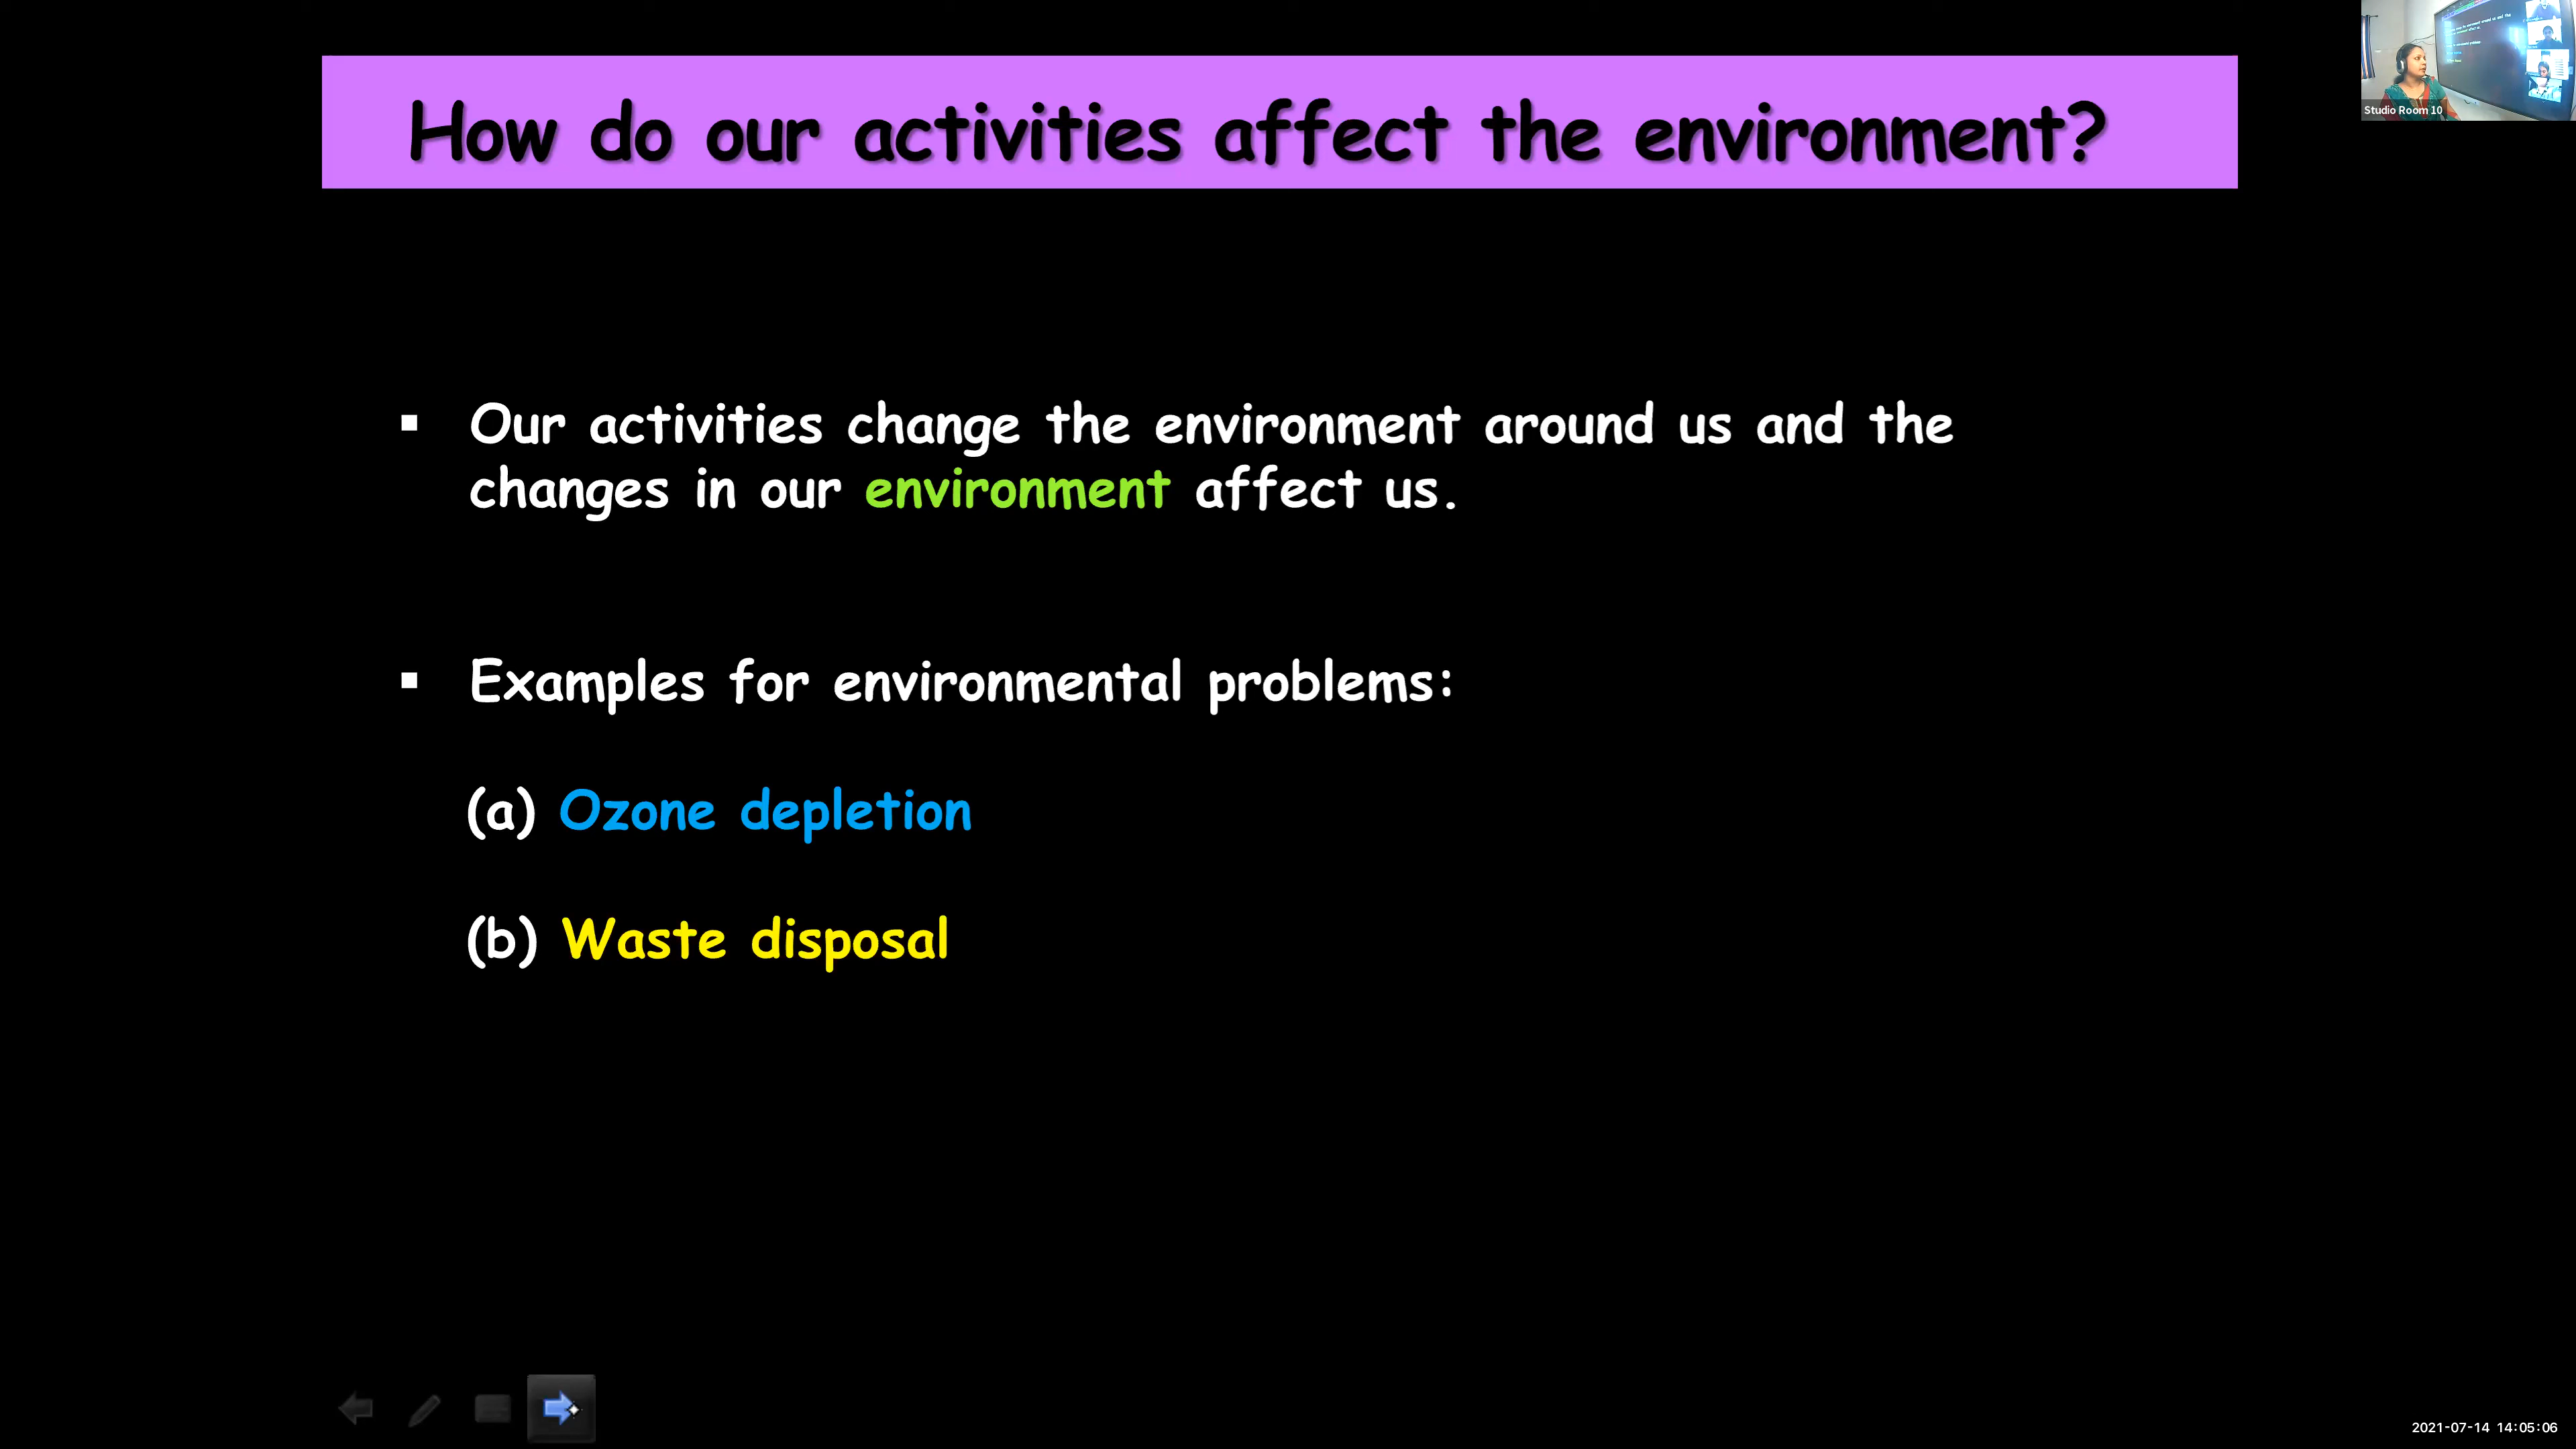 How do our activities affect the environment?
Studio Room 10
▪ Our activities change the environment around us and the
changes in our environment affect us.
▪ Examples for environmental problems:
(a) Ozone depletion
(b) Waste disposal
2021-07-14 14:05:06